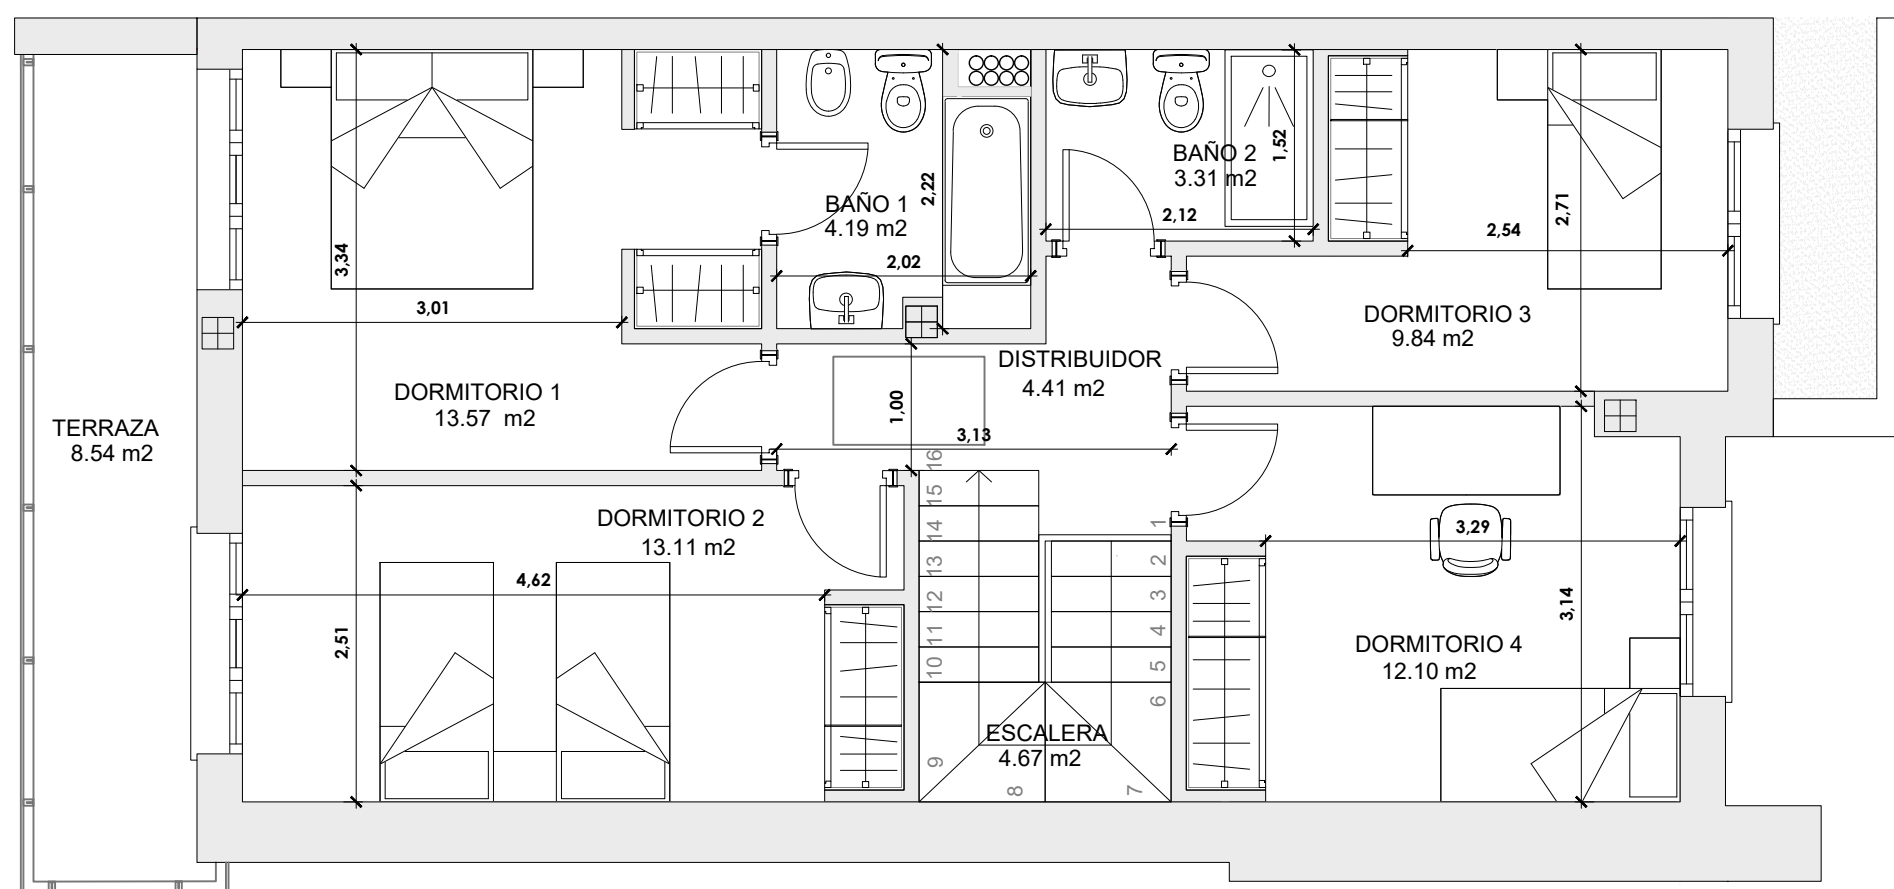 BAÑO 1
4.19 m2
BAÑO 2
3.31 m2
1,52
2,22
2,12
2,02
2,54
2,71
3,34
3,01
DORMITORIO 3
9.84 m2
DISTRIBUIDOR
4.41 m2
DORMITORIO 1
13.57 m2
TERRAZA
8.54 m2
1,00
3,13
DORMITORIO 2
13.11 m2
4,62
2,51
3,29
3,14
DORMITORIO 4
12.10 m2
ESCALERA
4.67 m2
1
2
3
4
5
6
7
8
9
10
11
12
13
14
15
16